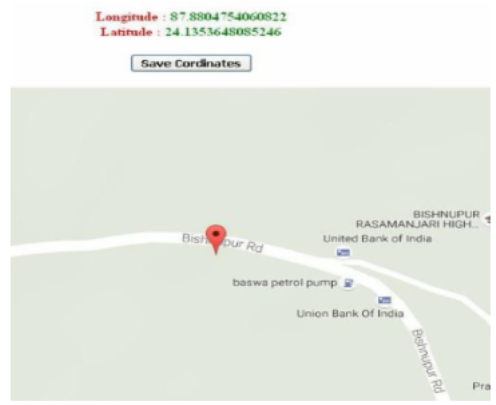 Longitude : 87.8804754060822
Latitude : 24.1353648085246
Save Cordinates
BISHNUPUR
RASAMANJARI HIGH...
Bishnupur Rd
United Bank of India
baswa petrol pump
Union Bank Of India
Bishnupur Rd
Pra